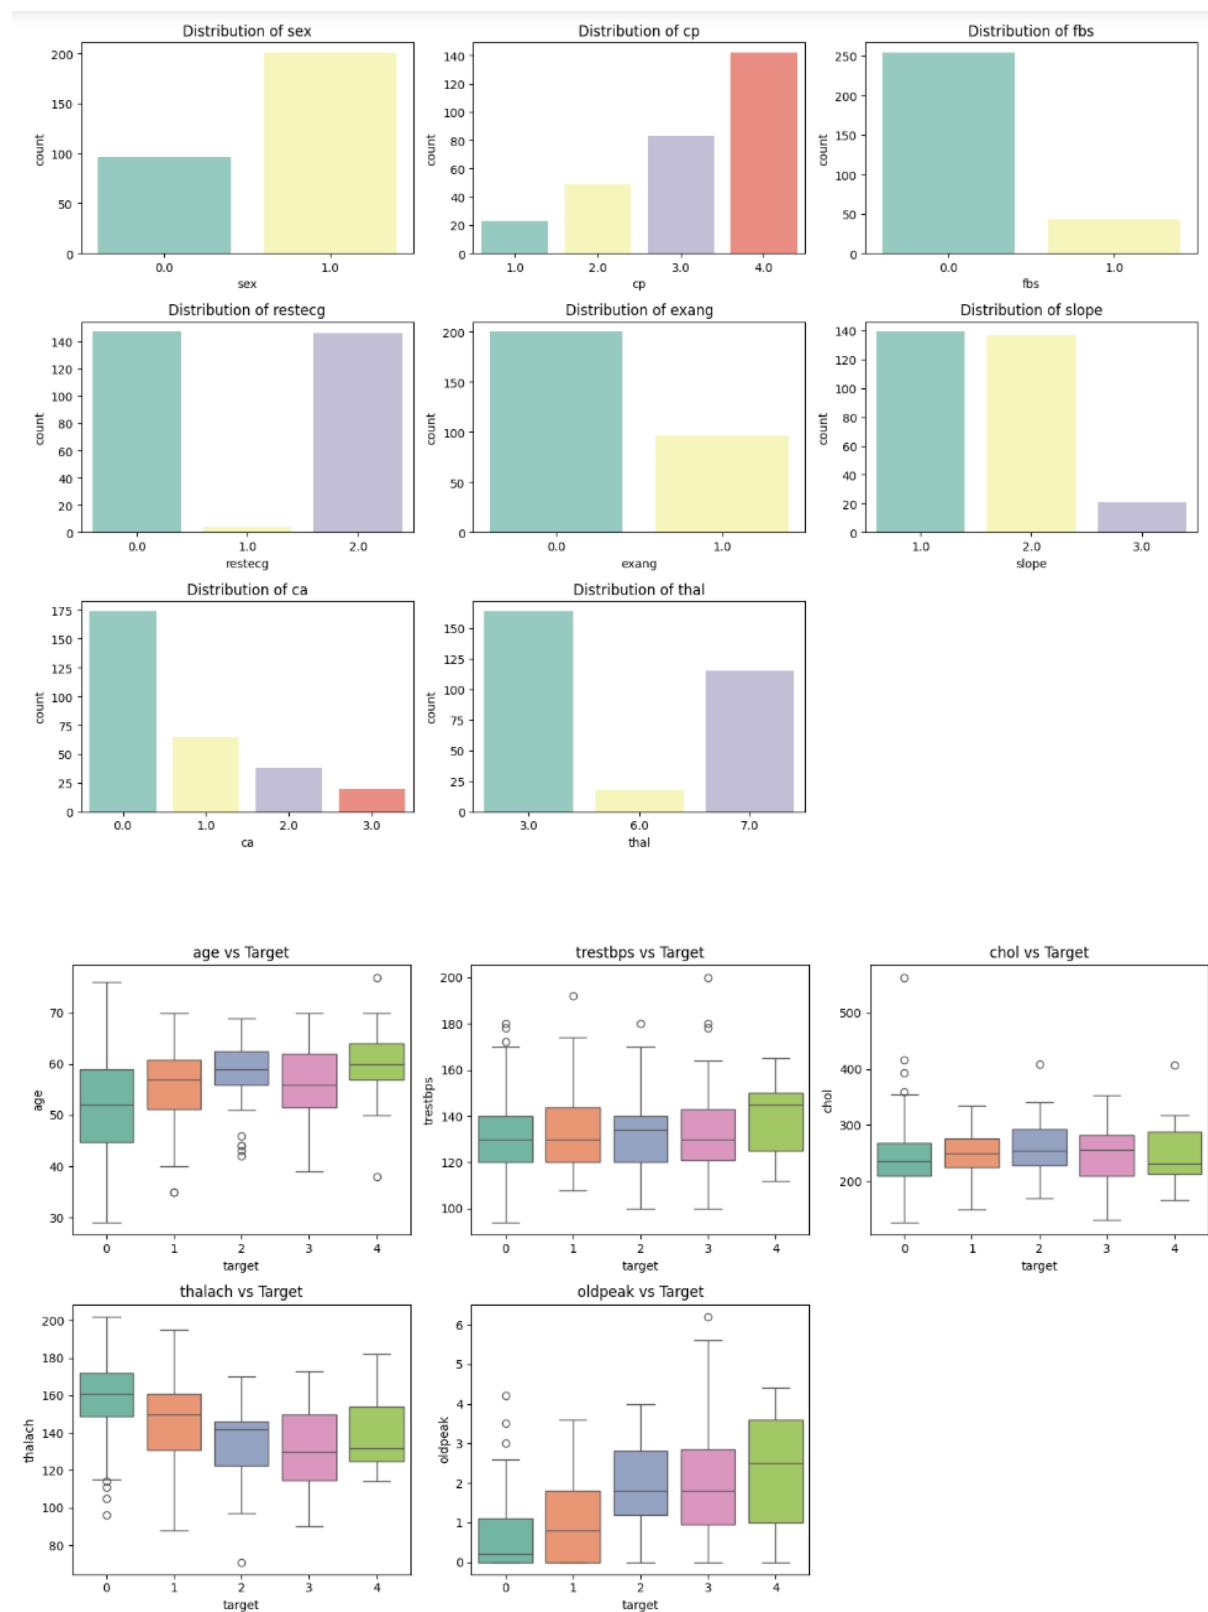 Distribution of sex
200
150
100
50
0
count
0.0 1.0
sex
Distribution of cp
140
120
100
80
60
40
20
0
count
1.0 2.0 3.0 4.0
cp
Distribution of fbs
250
200
150
100
50
0
count
0.0 1.0
fbs
Distribution of restecg
140
120
100
80
60
40
20
0
count
0.0 1.0 2.0
restecg
Distribution of exang
200
150
100
50
0
count
0.0 1.0
exang
Distribution of slope
140
120
100
80
60
40
20
0
count
1.0 2.0 3.0
slope
Distribution of ca
175
150
125
100
75
50
25
0
count
0.0 1.0 2.0 3.0
ca
Distribution of thal
150
125
100
75
50
25
0
count
3.0 6.0 7.0
thal
age vs Target
70
60
50
40
30
age
0 1 2 3 4
target
trestbps vs Target
200
180
160
140
120
100
trestbps
0 1 2 3 4
target
chol vs Target
500
400
300
200
chol
0 1 2 3 4
target
thalach vs Target
200
180
160
140
120
100
80
thalach
0 1 2 3 4
target
oldpeak vs Target
6
5
4
3
2
1
0
oldpeak
0 1 2 3 4
target